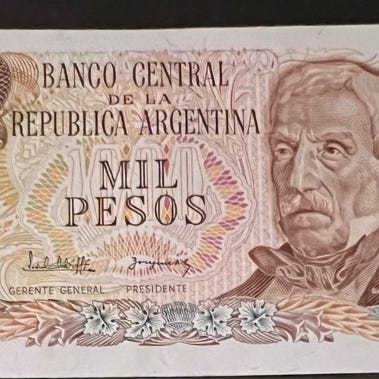 BANCO CENTRAL
DE LA
REPUBLICA ARGENTINA
MIL
PESOS
GERENTE GENERAL PRESIDENTE